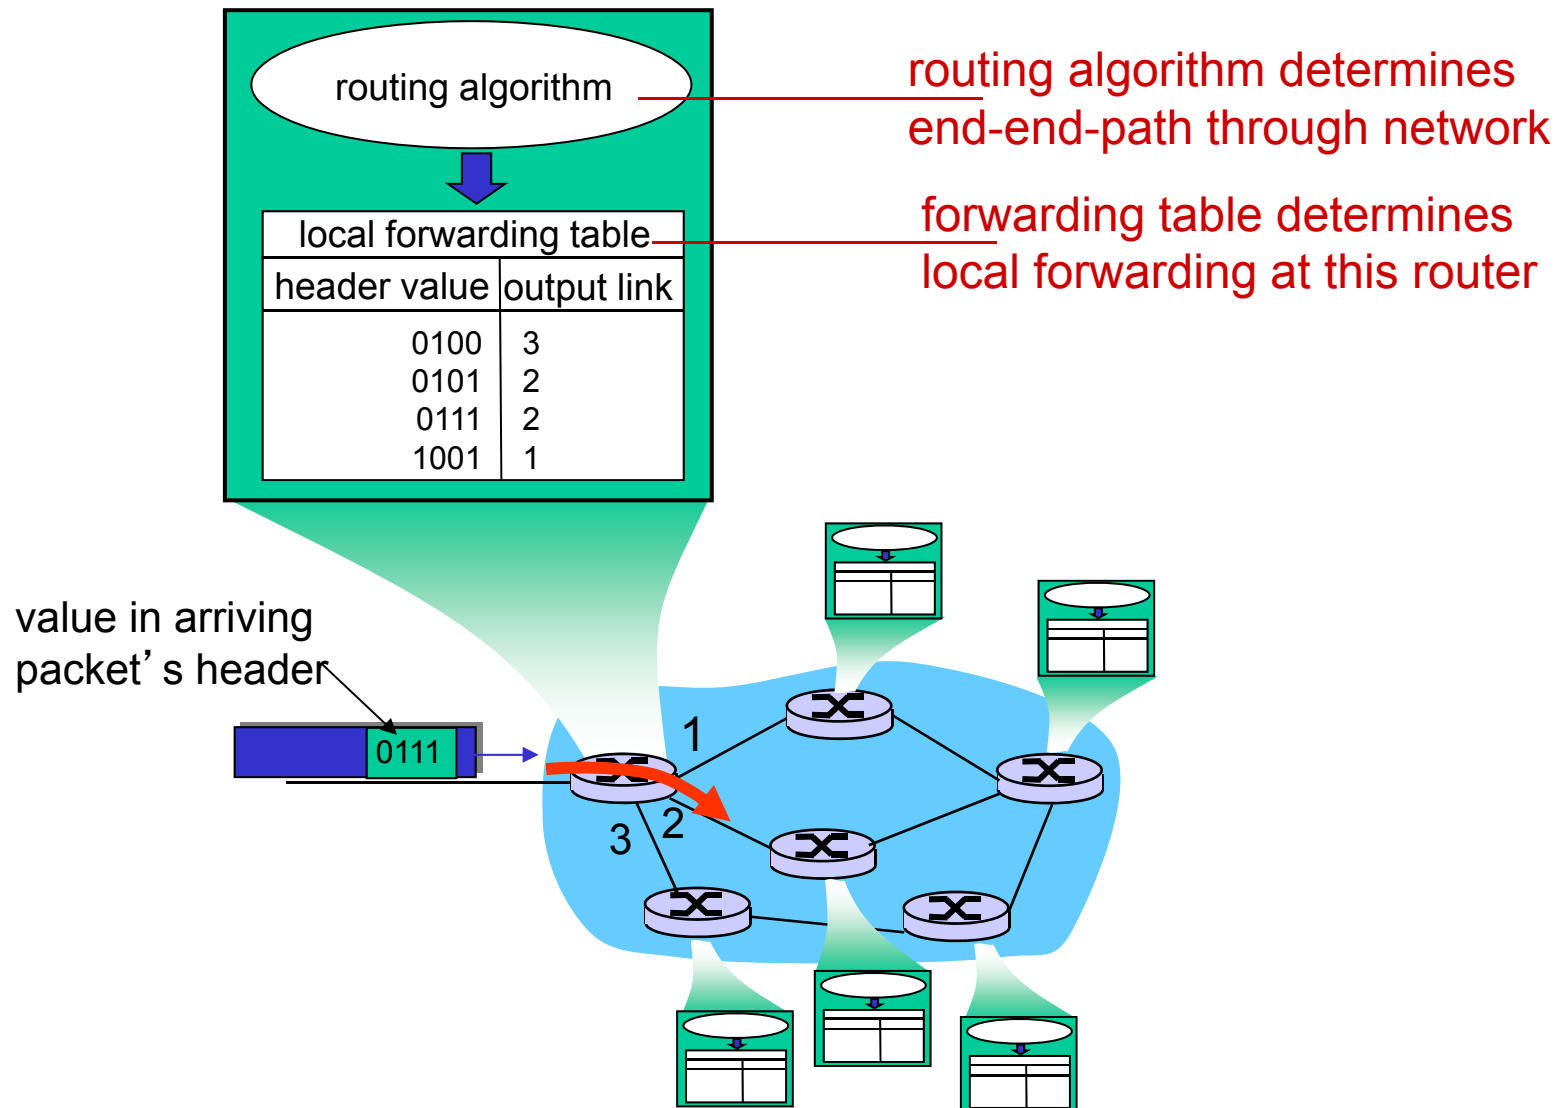 routing algorithm
routing algorithm determines
end-end-path through network
local forwarding table
header value output link
0100 3
0101 2
0111 2
1001 1
forwarding table determines
local forwarding at this router
value in arriving
packet’s header
0111
1
2
3